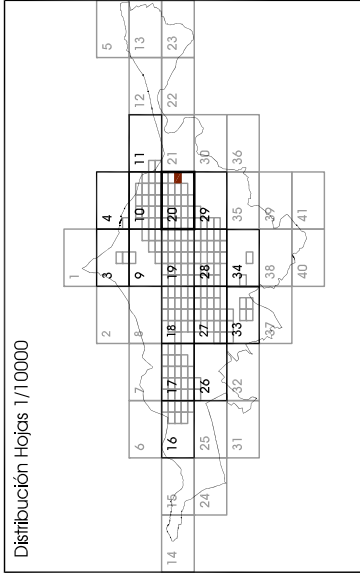 Distribución Hojas 1/10000
1
2 3 4 5
6 7 8 9 10 11 12 13
14 15 16 17 18 19 20 21 22 23
24 25 26 27 28 29 30
31 32 33 34 35 36
37 38 39
40 41